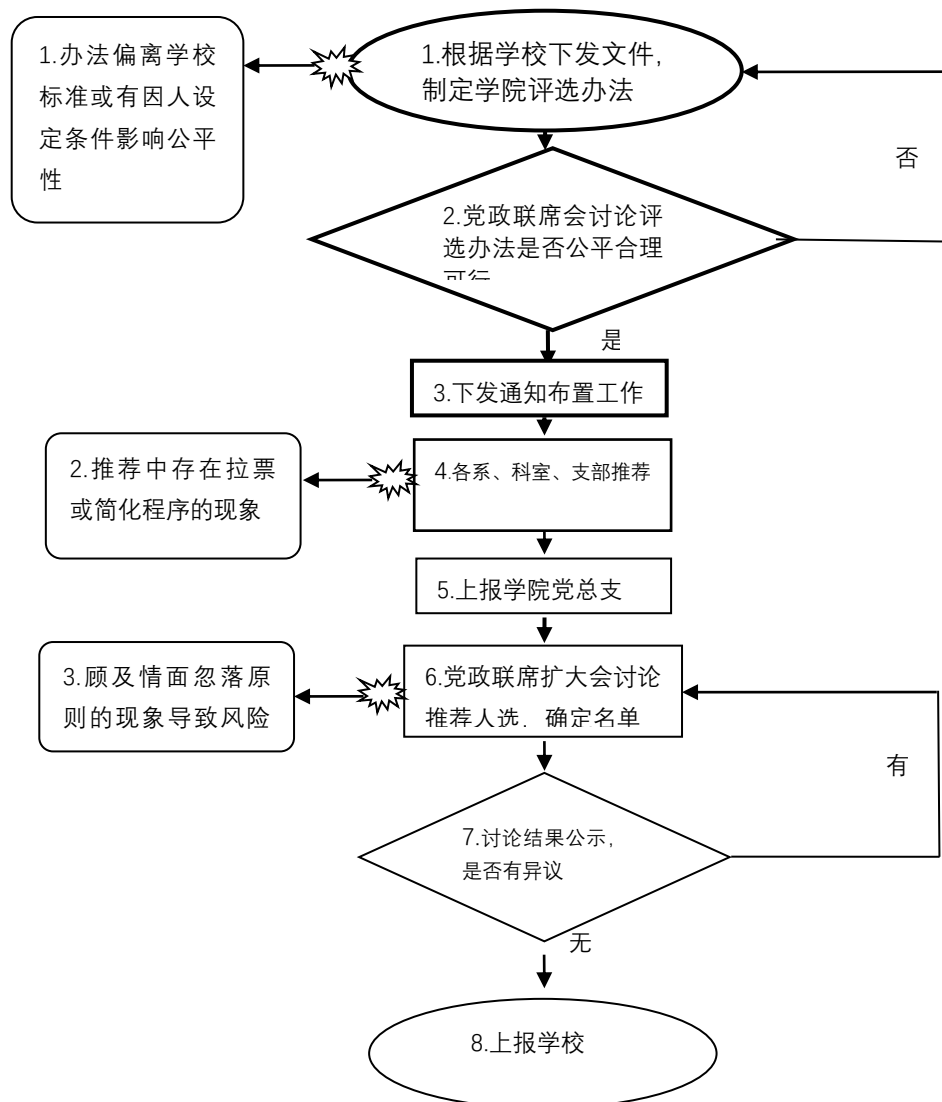 1.办法偏离学校
标准或有因人设
定条件影响公平
性
1.根据学校下发文件,
制定学院评选办法
否
2.党政联席会讨论评
选办法是否公平合理
可行
是
3.下发通知布置工作
2.推荐中存在拉票
或简化程序的现象
4.各系、科室、支部推荐
5.上报学院党总支
3.顾及情面忽落原
则的现象导致风险
6.党政联席扩大会讨论
推荐人选,确定名单
有
7.讨论结果公示,
是否有异议
无
8.上报学校